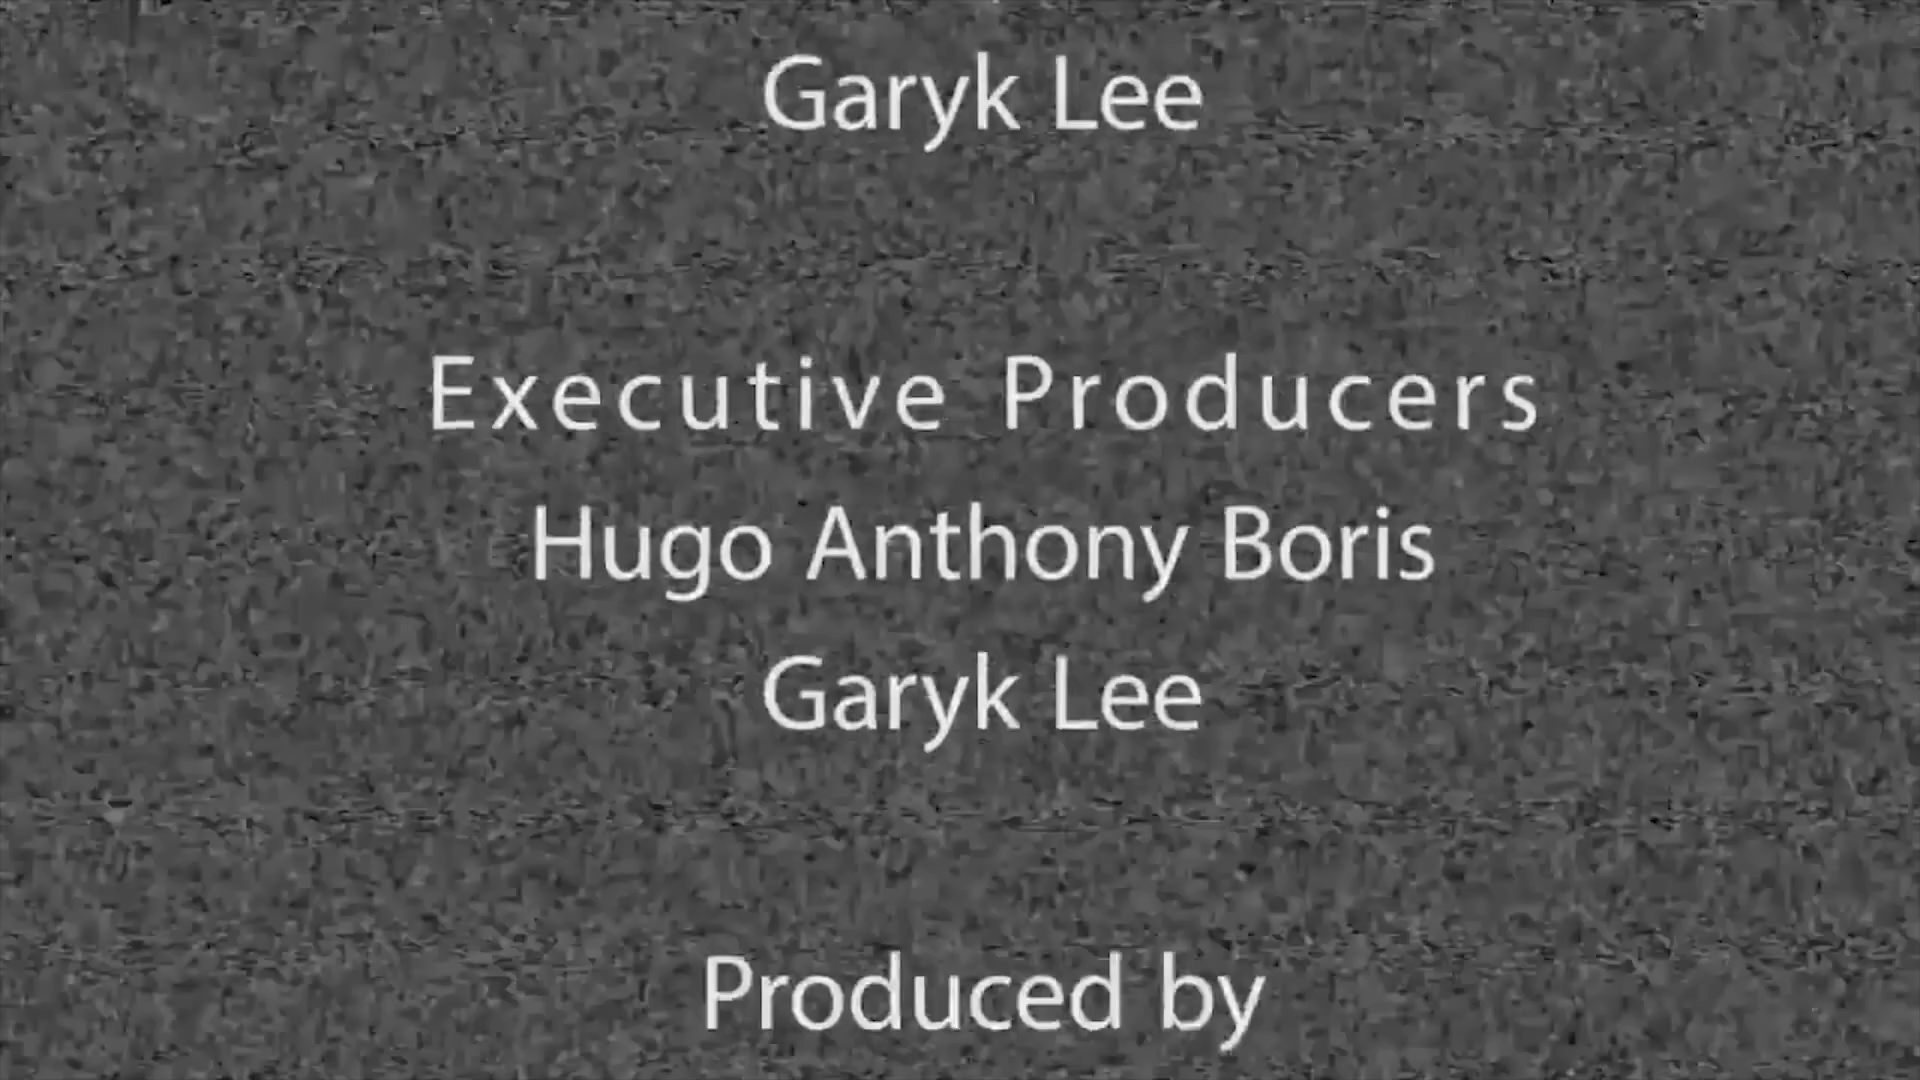 Garyk Lee
Executive Producers
Hugo Anthony Boris
Garyk Lee
Produced by